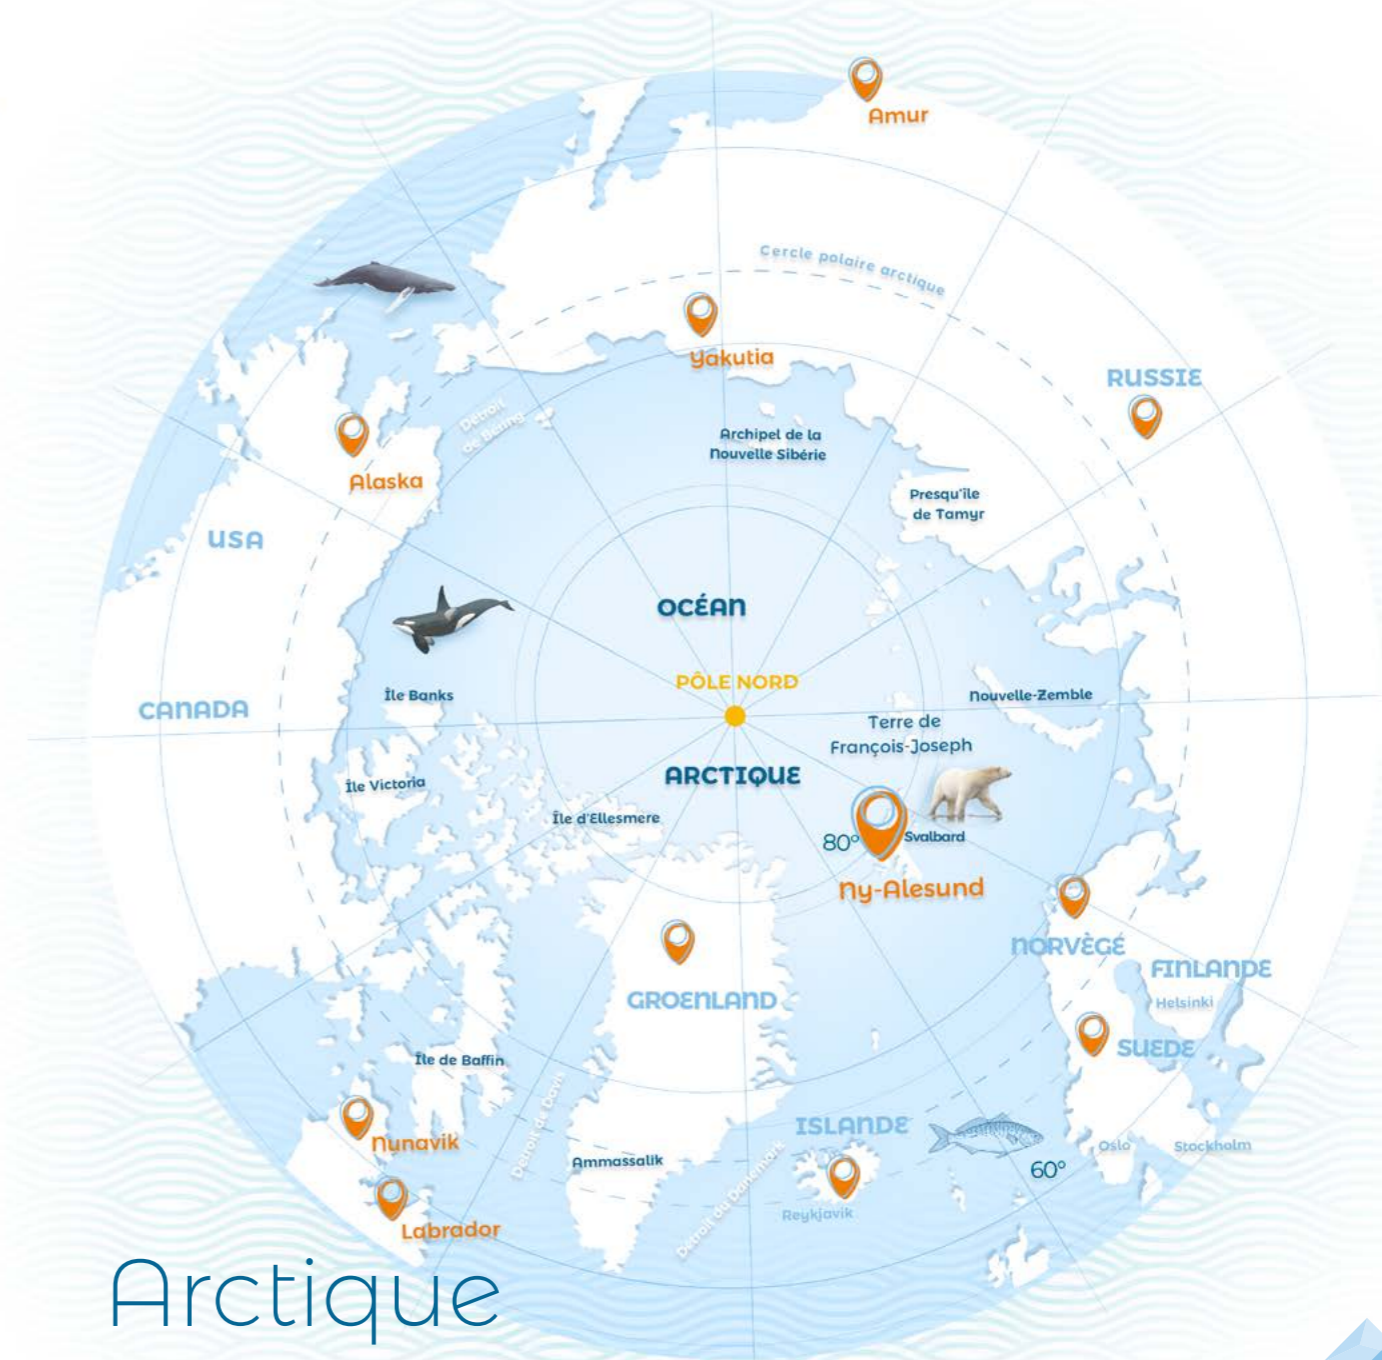 Amur
Cercle polaire arctique
Yakutia
RUSSIE
Détroit
de Béring
Archipel de la
Nouvelle Sibérie
Alaska
Presqu'île
de Tamyr
USA
OCÉAN
PÔLE NORD
Île Banks
Nouvelle-Zemble
CANADA
Terre de
François-Joseph
ARCTIQUE
Île Victoria
Île d'Ellesmere
80°
Svalbard
Ny-Alesund
NORVÈGE
FINLANDE
GROENLAND
Helsinki
SUEDE
Île de Baffin
Détroit de Davis
ISLANDE
Nunavik
Oslo
Stockholm
Ammassalik
60°
Détroit du Danemark
Reykjavik
Labrador
Arctique